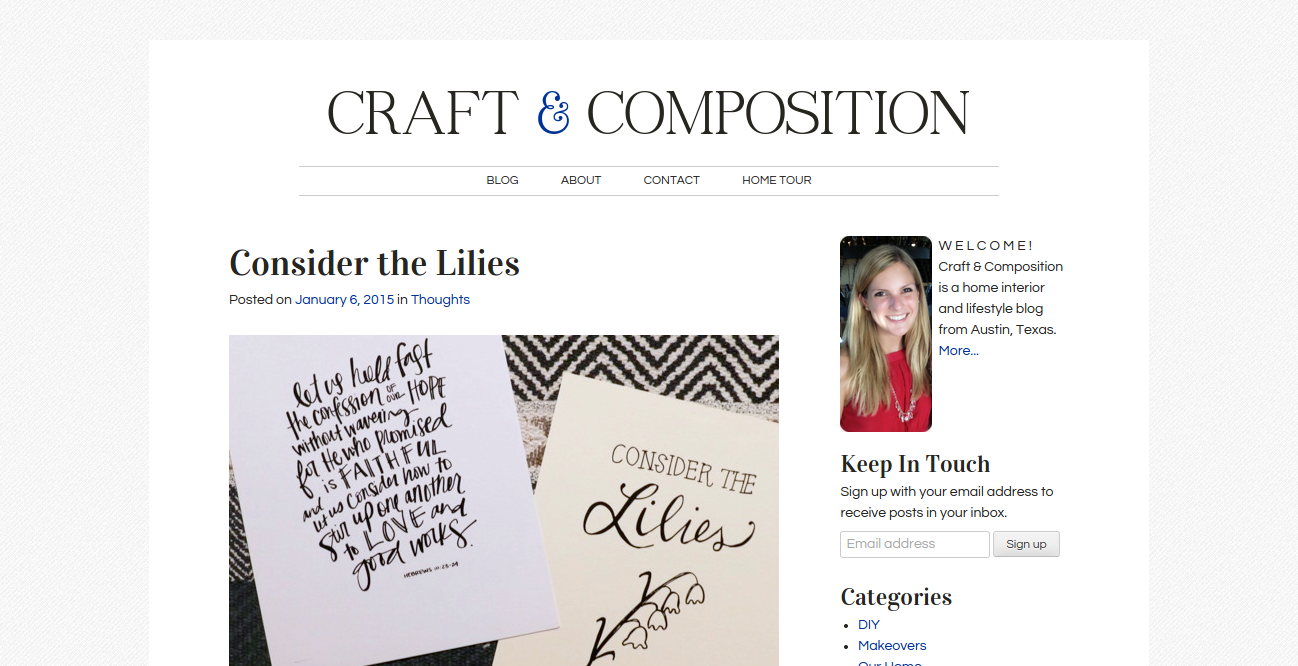 CRAFT & COMPOSITION
BLOG ABOUT CONTACT HOME TOUR
Consider the Lilies
Posted on January 6, 2015 in Thoughts
let us hold fast
the confession OF OUR HOPE
without wavering
for He who promised
is FAITHFUL
and let us consider how to
stir up one another
to LOVE and
good works.
HEBREWS 10:23-24
CONSIDER THE
Lilies
WELCOME!
Craft & Composition
is a home interior
and lifestyle blog
from Austin, Texas.
More...
Keep In Touch
Sign up with your email address to
receive posts in your inbox.
Email address Sign up
Categories
DIY
Makeovers
Our Home